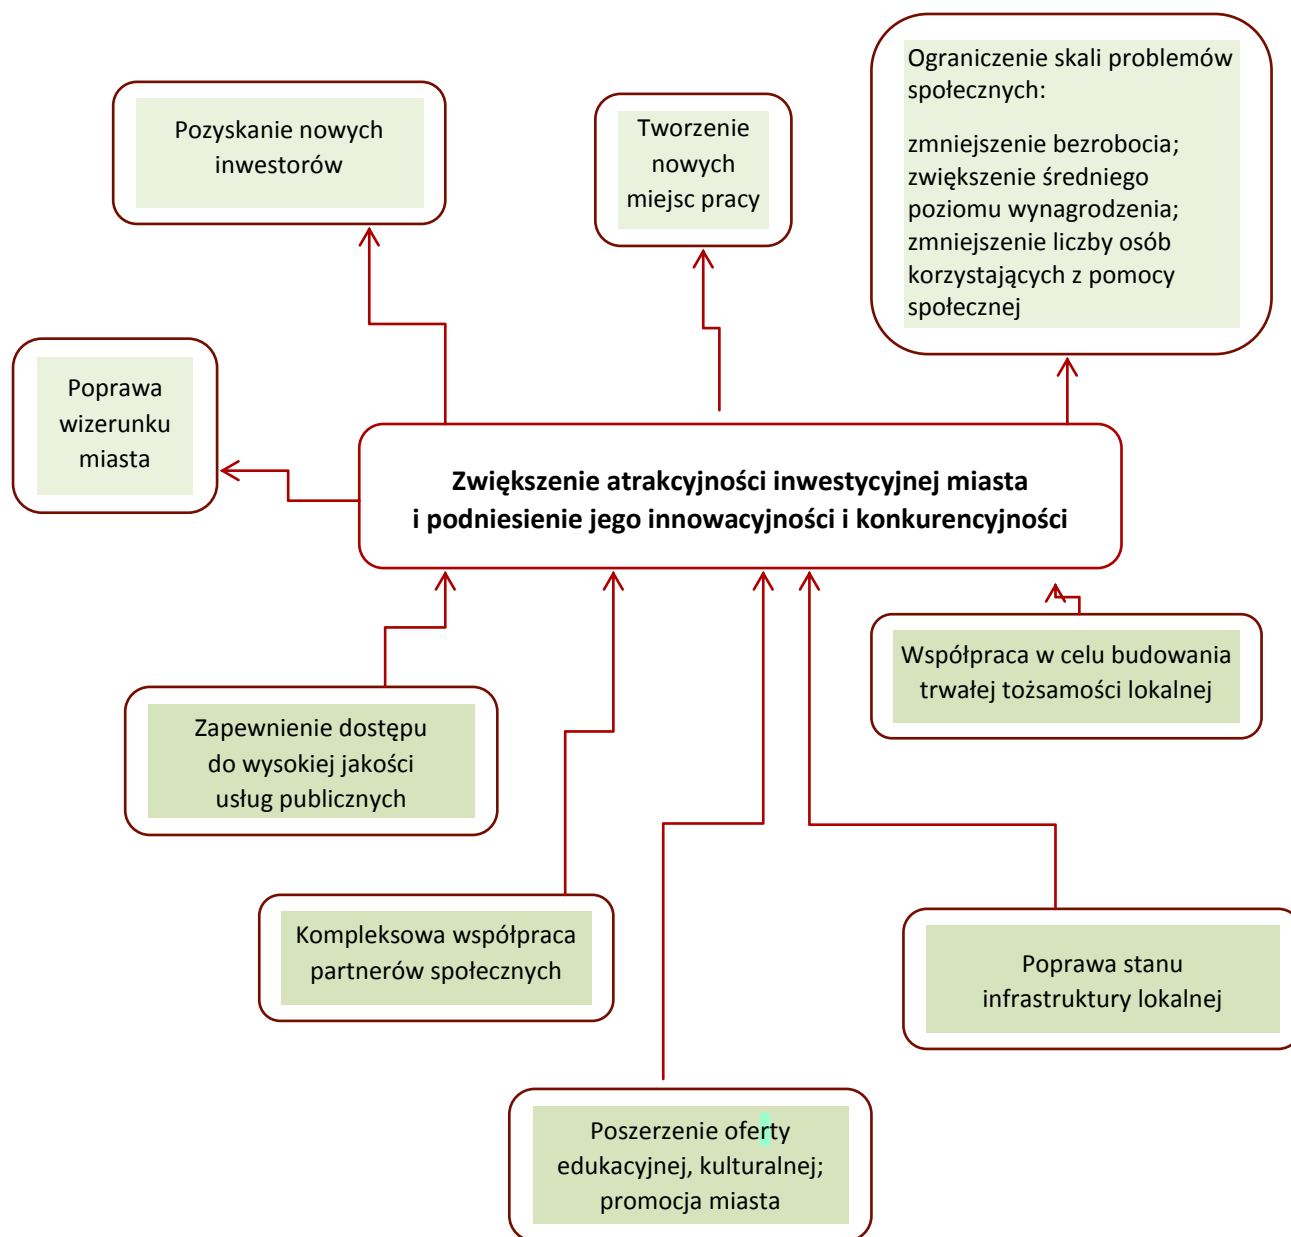 Ograniczenie skali problemów
społecznych:
zmniejszenie bezrobocia;
zwiększenie średniego
poziomu wynagrodzenia;
zmniejszenie liczby osób
korzystających z pomocy
społecznej
Pozyskanie nowych
inwestorów
Tworzenie
nowych
miejsc pracy
Poprawa
wizerunku
miasta
Zwiększenie atrakcyjności inwestycyjnej miasta
i podniesienie jego innowacyjności i konkurencyjności
Współpraca w celu budowania
trwałej tożsamości lokalnej
Zapewnienie dostępu
do wysokiej jakości
usług publicznych
Kompleksowa współpraca
partnerów społecznych
Poprawa stanu
infrastruktury lokalnej
Poszerzenie oferty
edukacyjnej, kulturalnej;
promocja miasta